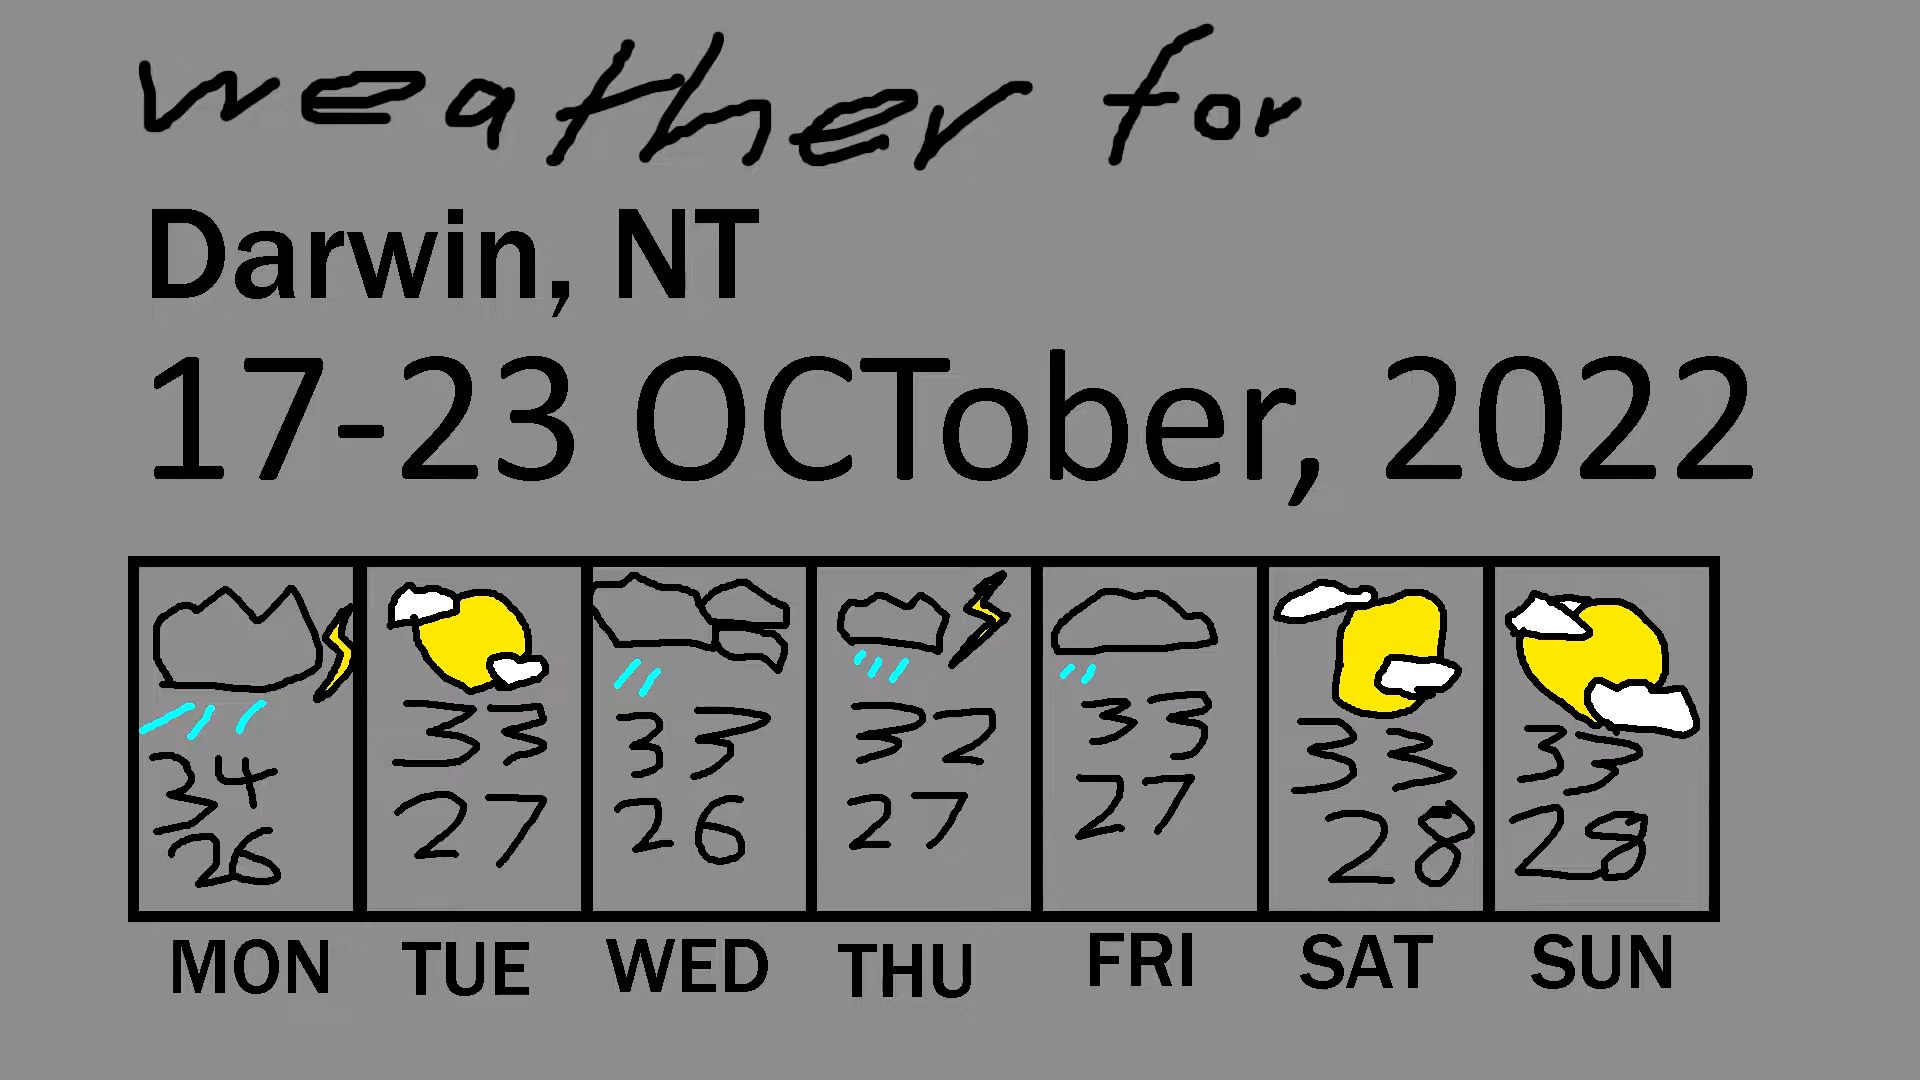 weather for
Darwin, NT
17-23 OCTober, 2022
34 33 33 32 33 33 33
26 27 26 27 27 28 28
MON TUE WED THU FRI SAT SUN